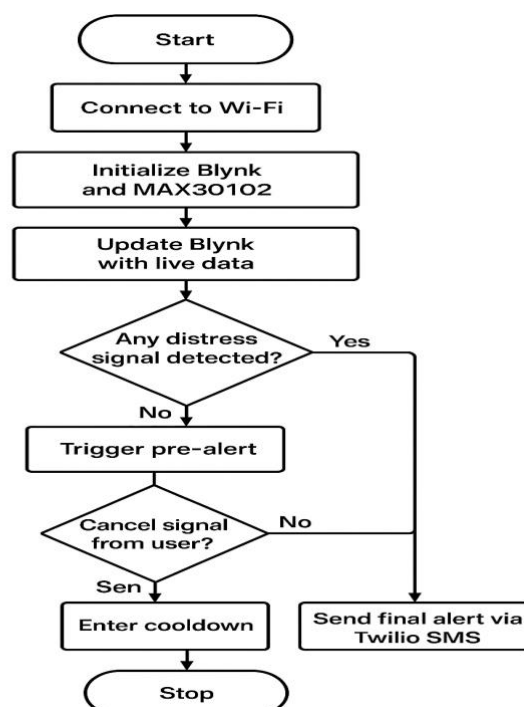 Start
Connect to Wi-Fi
Initialize Blynk
and MAX30102
Update Blynk
with live data
Any distress
signal detected?
Yes
No
Trigger pre-alert
Cancel signal
from user?
No
Sen
Enter cooldown
Send final alert via
Twilio SMS
Stop